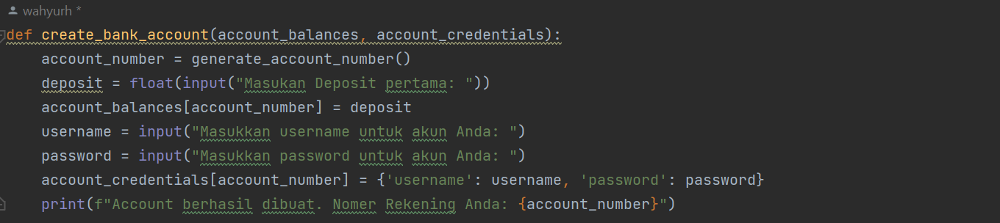 wahyurh *
def create_bank_account(account_balances, account_credentials):
    account_number = generate_account_number()
    deposit = float(input("Masukan Deposit pertama: "))
    account_balances[account_number] = deposit
    username = input("Masukkan username untuk akun Anda: ")
    password = input("Masukkan password untuk akun Anda: ")
    account_credentials[account_number] = {'username': username, 'password': password}
    print(f"Account berhasil dibuat. Nomer Rekening Anda: {account_number}")